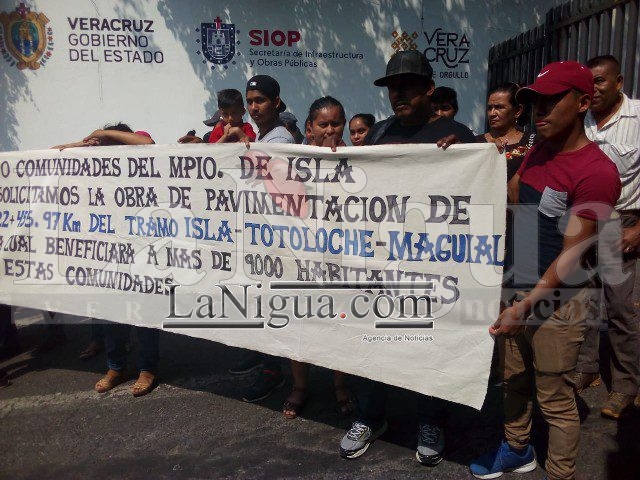 VERACRUZ
GOBIERNO
DEL ESTADO
SIOP
Secretaría de Infraestructura
y Obras Públicas
VERA
CRUZ
ORGULLO
O COMUNIDADES DEL MPIO. DE ISLA
SOLICITAMOS LA OBRA DE PAVIMENTACION DE
22+45.97 Km DEL TRAMO ISLA-TOTOLOCHE-MAGUIAL
BENEFICIARA A MAS DE 9000 HABITANTES
ESTAS COMUNIDADES
LaNigua.com
Agencia de Noticias
noticias